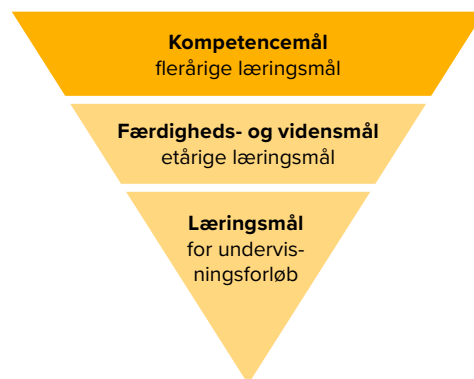 Kompetencemål
flerårige læringsmål
Færdigheds- og vidensmål
etårige læringsmål
Læringsmål
for undervis-
ningsforløb